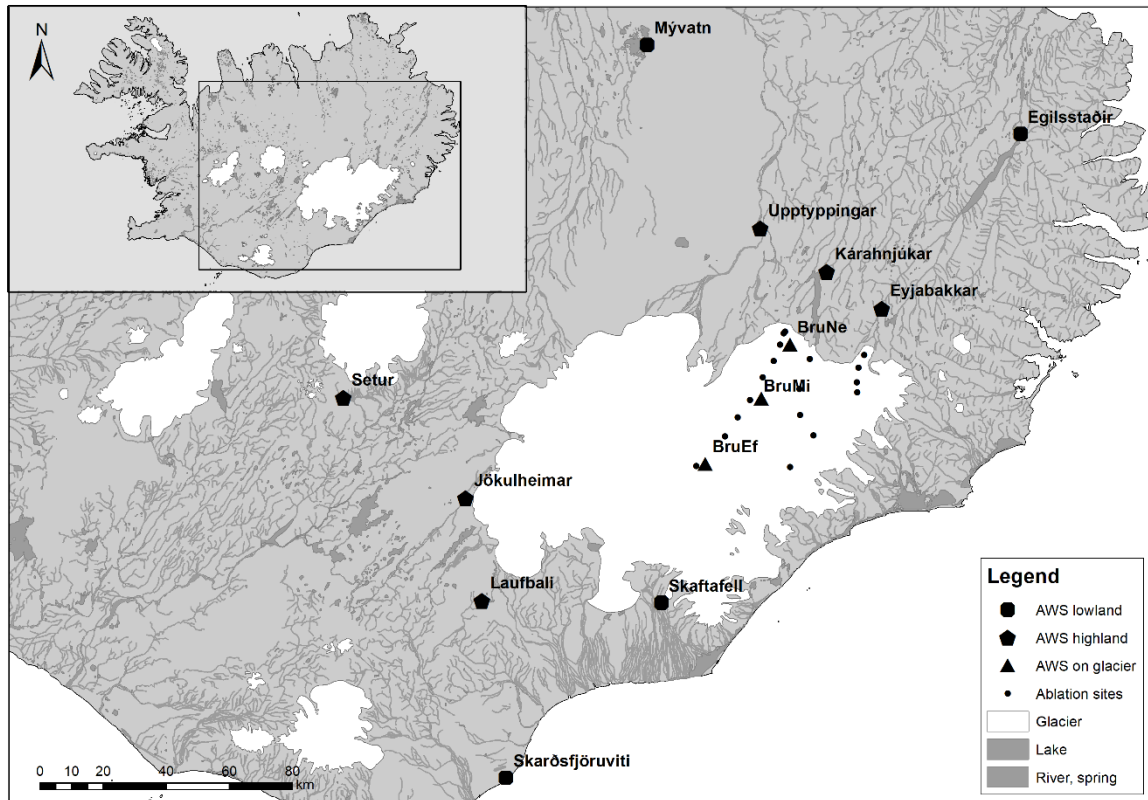 N
Mývatn
Egilsstaðir
Upptyppingar
Kárahnjúkar
Eyjabakkar
BruNe
Setur
BruMi
BruEf
Jökulheimar
Laufbali
Skaftafell
Legend
AWS lowland
AWS highland
AWS on glacier
Ablation sites
Glacier
Lake
River, spring
Skarðsfjöruviti
0 10 20 40 60 80
km